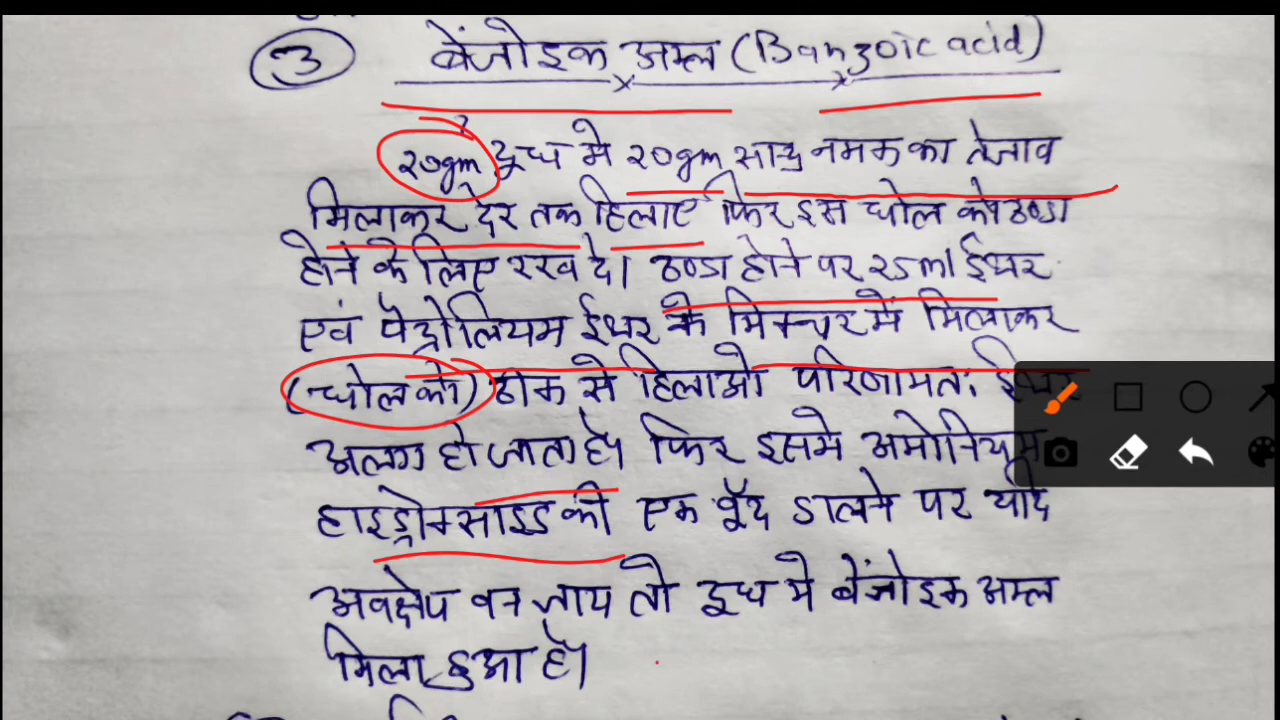 ③ बेंजोइक अम्ल (Banzoic acid)
20gm दूध मे 20gm सान्द्र नमक का तेजाव
मिलाकर देर तक हिलाए फिर इस घोल को ठण्डा
होने के लिए रख दे। ठण्डा होने पर 25ml ईथर
एवं पेट्रोलियम ईथर के मिक्चर में मिलाकर
(घोल को) ठीक से हिलाओ परिणामतः ईथर
अलग हो जाता है। फिर इसमे अमोनियम
हाइड्रोक्साइड की एक बूँद डालने पर यदि
अवक्षेप बन जाय तो दूध मे बेंजोइक अम्ल
मिला हुआ है।